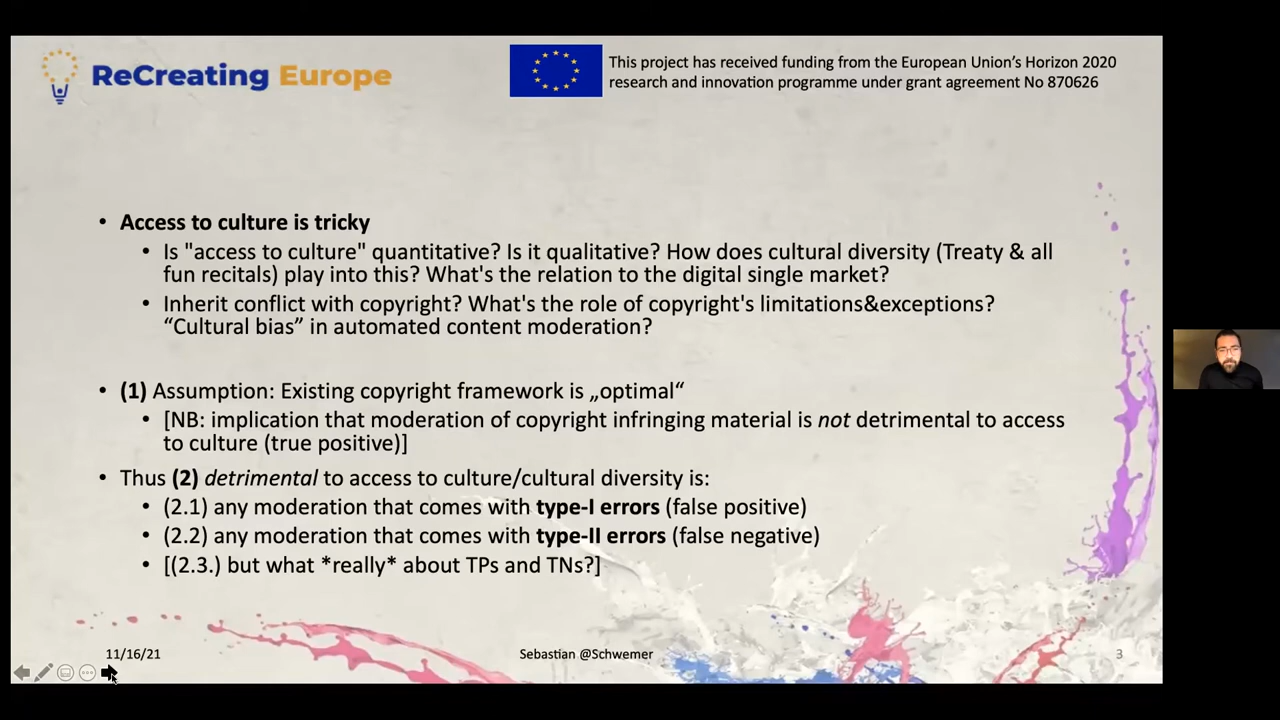 ReCreating Europe
This project has received funding from the European Union's Horizon 2020
research and innovation programme under grant agreement No 870626
• Access to culture is tricky
• Is "access to culture" quantitative? Is it qualitative? How does cultural diversity (Treaty & all
fun recitals) play into this? What's the relation to the digital single market?
• Inherit conflict with copyright? What's the role of copyright's limitations&exceptions?
“Cultural bias” in automated content moderation?
• (1) Assumption: Existing copyright framework is „optimal“
• [NB: implication that moderation of copyright infringing material is not detrimental to access
to culture (true positive)]
• Thus (2) detrimental to access to culture/cultural diversity is:
• (2.1) any moderation that comes with type-I errors (false positive)
• (2.2) any moderation that comes with type-II errors (false negative)
• [(2.3.) but what *really* about TPs and TNs?]
11/16/21
Sebastian @Schwemer
3